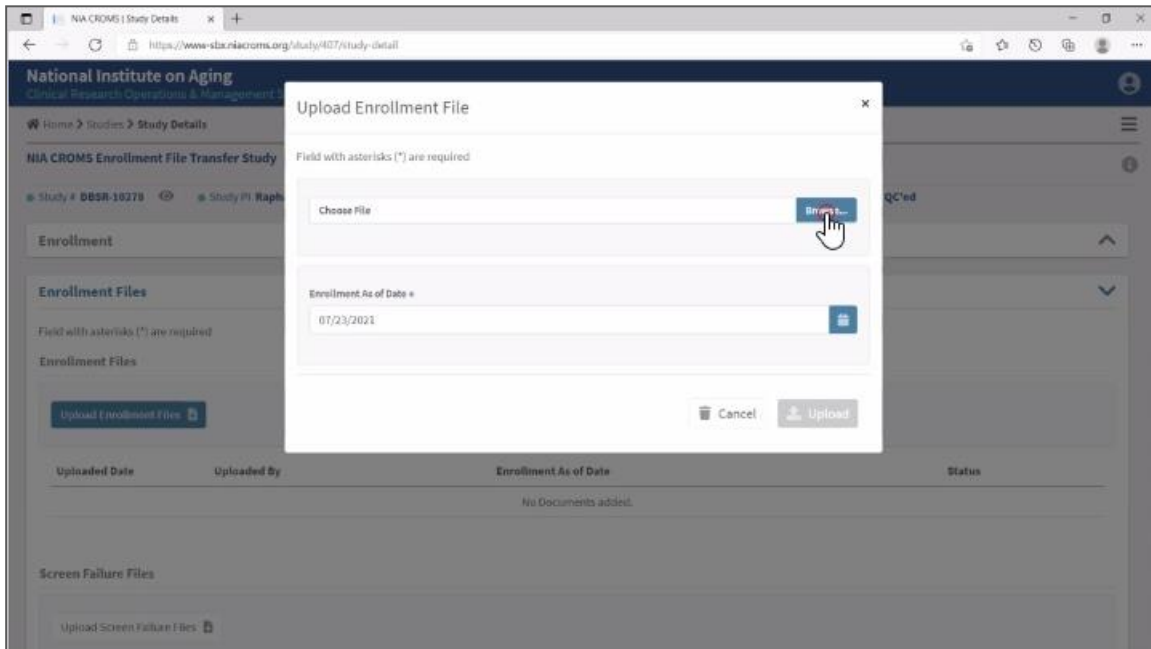 NIA CROMS | Study Details
https://www-sbx.niacroms.org/study/407/study-detail
National Institute on Aging
Clinical Research Operations & Management
Home > Studies > Study Details
NIA CROMS Enrollment File Transfer Study
Study # DBSR-10278
Study PI Raph
QC'ed
Enrollment
Enrollment Files
Field with asterisks (*) are required
Enrollment Files
Upload Enrollment Files
Uploaded Date Uploaded By Enrollment As of Date Status
No Documents added.
Screen Failure Files
Upload Screen Failure Files
Upload Enrollment File
Field with asterisks (*) are required
Choose File
Browse...
Enrollment As of Date *
07/23/2021
Cancel Upload